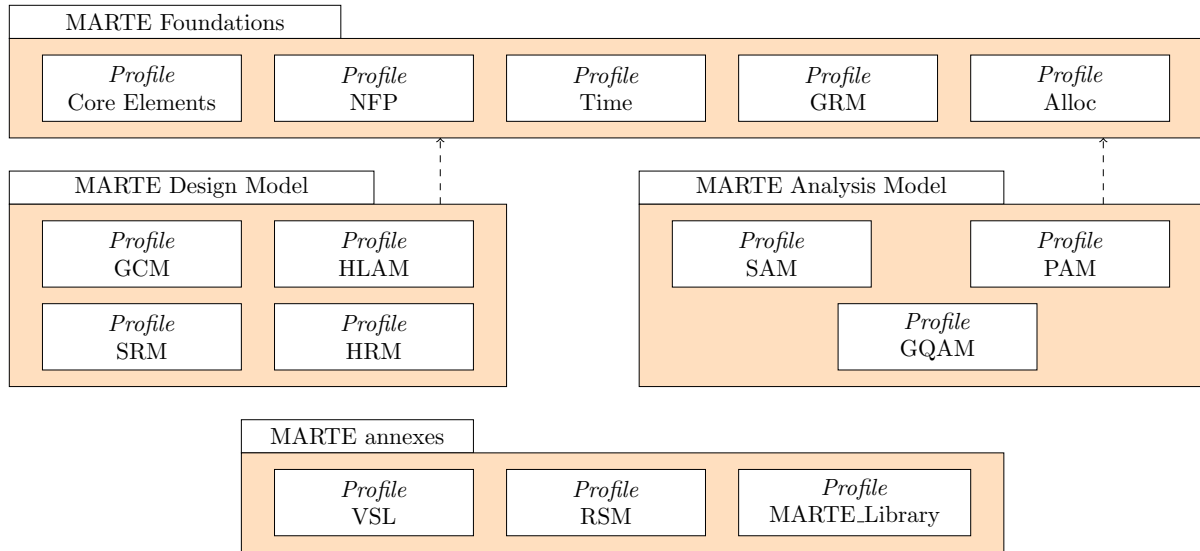 MARTE Foundations
Profile
Core Elements
Profile
NFP
Profile
Time
Profile
GRM
Profile
Alloc
MARTE Design Model
Profile
GCM
Profile
HLAM
Profile
SRM
Profile
HRM
MARTE Analysis Model
Profile
SAM
Profile
PAM
Profile
GQAM
MARTE annexes
Profile
VSL
Profile
RSM
Profile
MARTE_Library